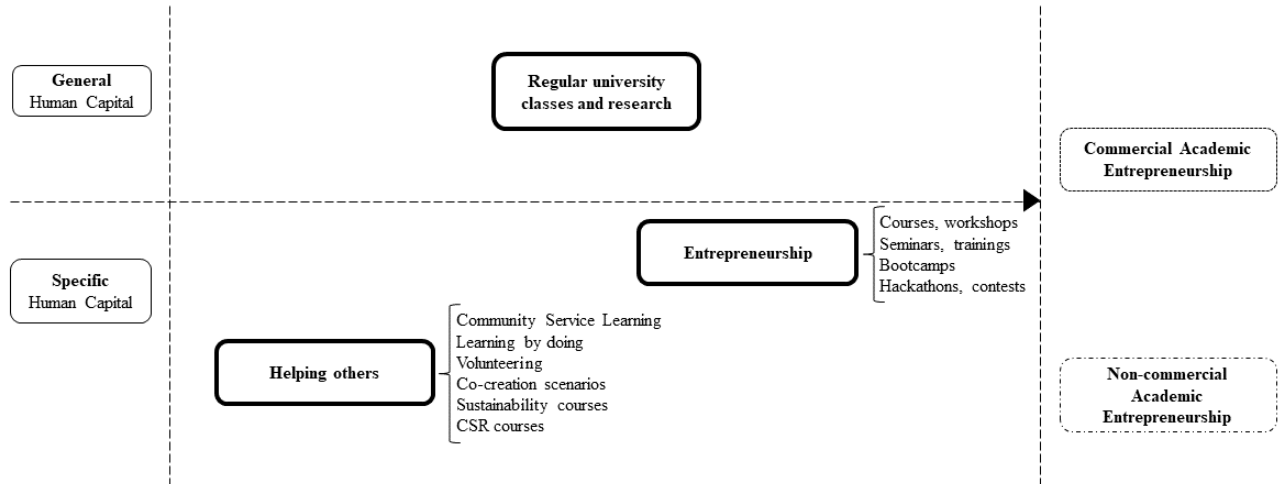 General
Human Capital
Regular university
classes and research
Commercial Academic
Entrepreneurship
Specific
Human Capital
Entrepreneurship
Courses, workshops
Seminars, trainings
Bootcamps
Hackathons, contests
Helping others
Community Service Learning
Learning by doing
Volunteering
Co-creation scenarios
Sustainability courses
CSR courses
Non-commercial
Academic
Entrepreneurship